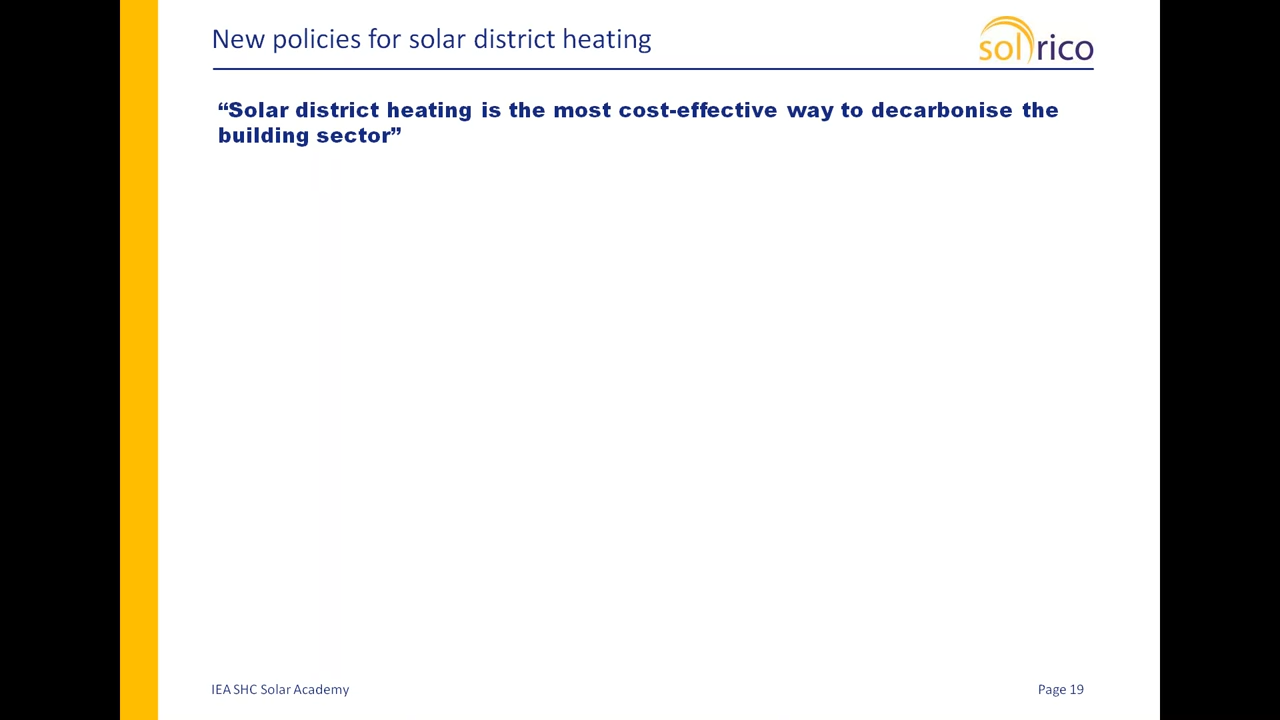 New policies for solar district heating
solrico
“Solar district heating is the most cost-effective way to decarbonise the
building sector”
IEA SHC Solar Academy
Page 19